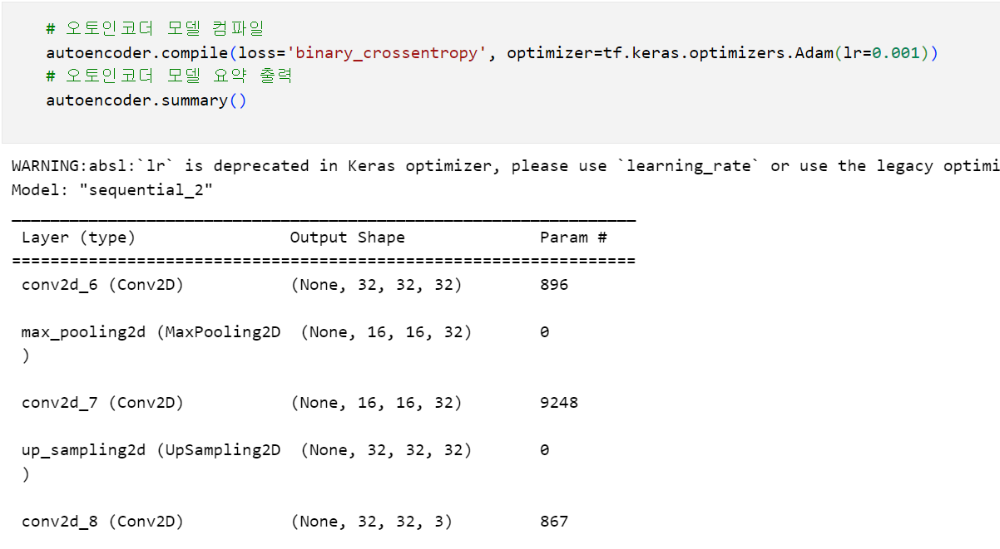 # 오토인코더 모델 컴파일
autoencoder.compile(loss='binary_crossentropy', optimizer=tf.keras.optimizers.Adam(lr=0.001))
# 오토인코더 모델 요약 출력
autoencoder.summary()
WARNING:absl:`lr` is deprecated in Keras optimizer, please use `learning_rate` or use the legacy optimi
Model: "sequential_2"
_________________________________________________________________
Layer (type) Output Shape Param #
=================================================================
conv2d_6 (Conv2D) (None, 32, 32, 32) 896
max_pooling2d (MaxPooling2D (None, 16, 16, 32) 0
)
conv2d_7 (Conv2D) (None, 16, 16, 32) 9248
up_sampling2d (UpSampling2D (None, 32, 32, 32) 0
)
conv2d_8 (Conv2D) (None, 32, 32, 3) 867